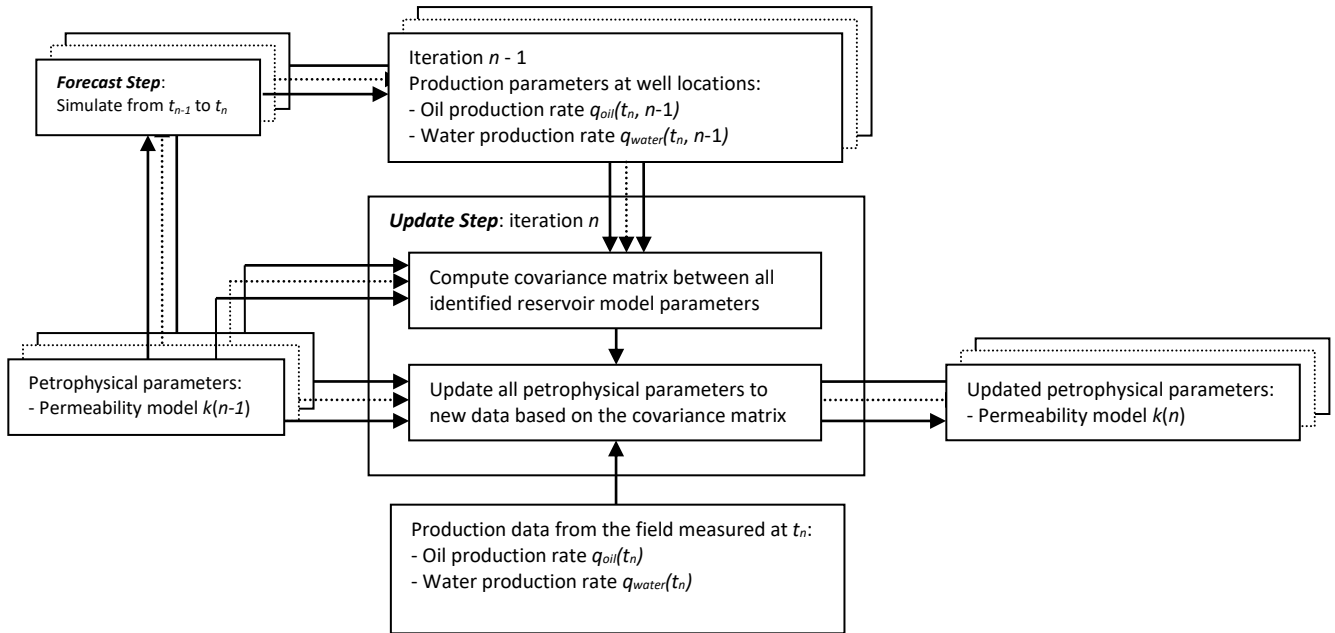 Forecast Step:
Simulate from tn-1 to tn
Iteration n - 1
Production parameters at well locations:
- Oil production rate qoil(tn, n-1)
- Water production rate qwater(tn, n-1)
Update Step: iteration n
Compute covariance matrix between all
identified reservoir model parameters
Petrophysical parameters:
- Permeability model k(n-1)
Update all petrophysical parameters to
new data based on the covariance matrix
Updated petrophysical parameters:
- Permeability model k(n)
Production data from the field measured at tn:
- Oil production rate qoil(tn)
- Water production rate qwater(tn)